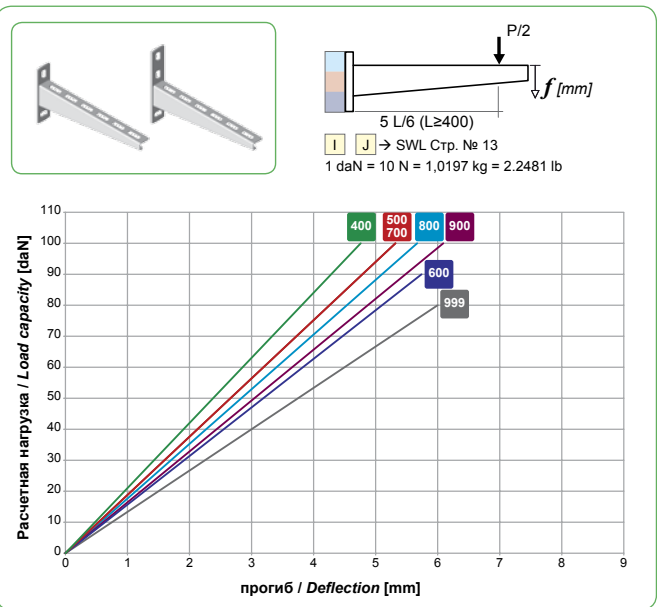 P/2
f [mm]
5 L/6 (L≥400)
I J → SWL Стр. № 13
1 daN = 10 N = 1,0197 kg = 2.2481 lb
Расчетная нагрузка / Load capacity [daN]
110
100
90
80
70
60
50
40
30
20
10
0
400
500
700
800
900
600
999
0 1 2 3 4 5 6 7 8 9
прогиб / Deflection [mm]